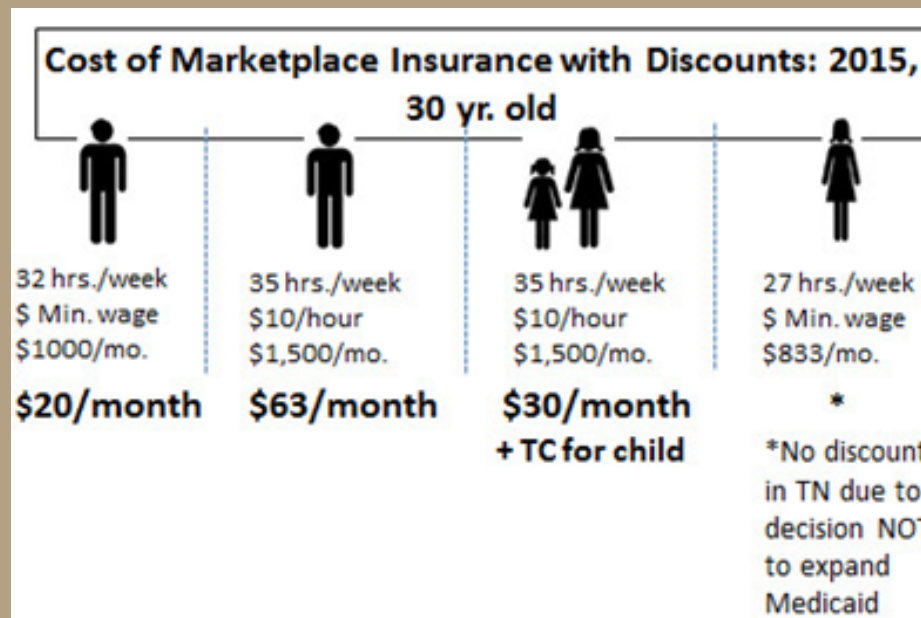 Cost of Marketplace Insurance with Discounts: 2015,
30 yr. old
32 hrs./week
$ Min. wage
$1000/mo.
$20/month
35 hrs./week
$10/hour
$1,500/mo.
$63/month
35 hrs./week
$10/hour
$1,500/mo.
$30/month
+ TC for child
27 hrs./week
$ Min. wage
$833/mo.
*
*No discount
in TN due to
decision NOT
to expand
Medicaid